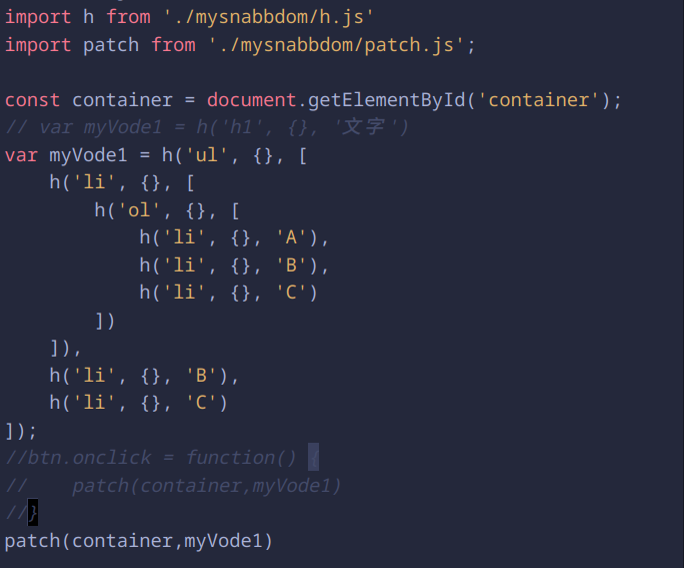 import h from './mysnabbdom/h.js'
import patch from './mysnabbdom/patch.js';
const container = document.getElementById('container');
// var myVode1 = h('h1', {}, '文字')
var myVode1 = h('ul', {}, [
    h('li', {}, [
        h('ol', {}, [
            h('li', {}, 'A'),
            h('li', {}, 'B'),
            h('li', {}, 'C')
        ])
    ]),
    h('li', {}, 'B'),
    h('li', {}, 'C')
]);
//btn.onclick = function() {
//    patch(container,myVode1)
//}
patch(container,myVode1)